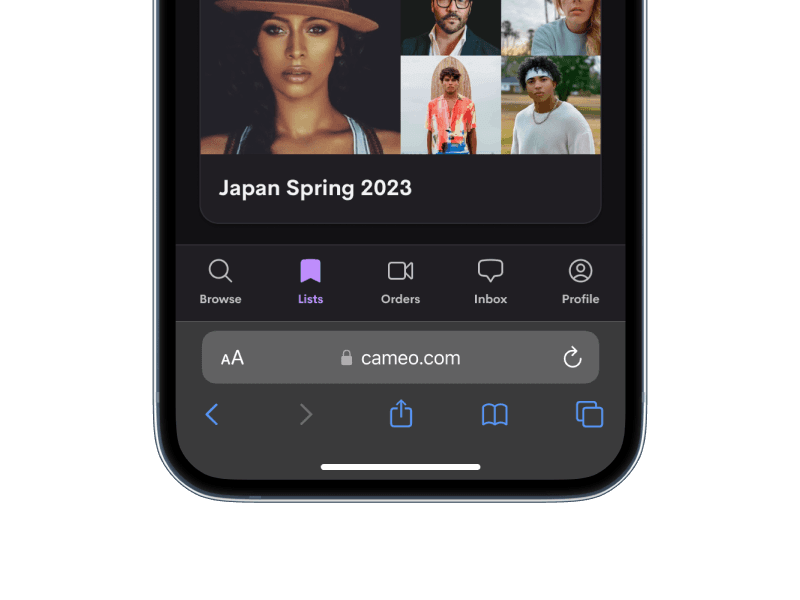 Japan Spring 2023
Browse
Lists
Orders
Inbox
Profile
AA
cameo.com